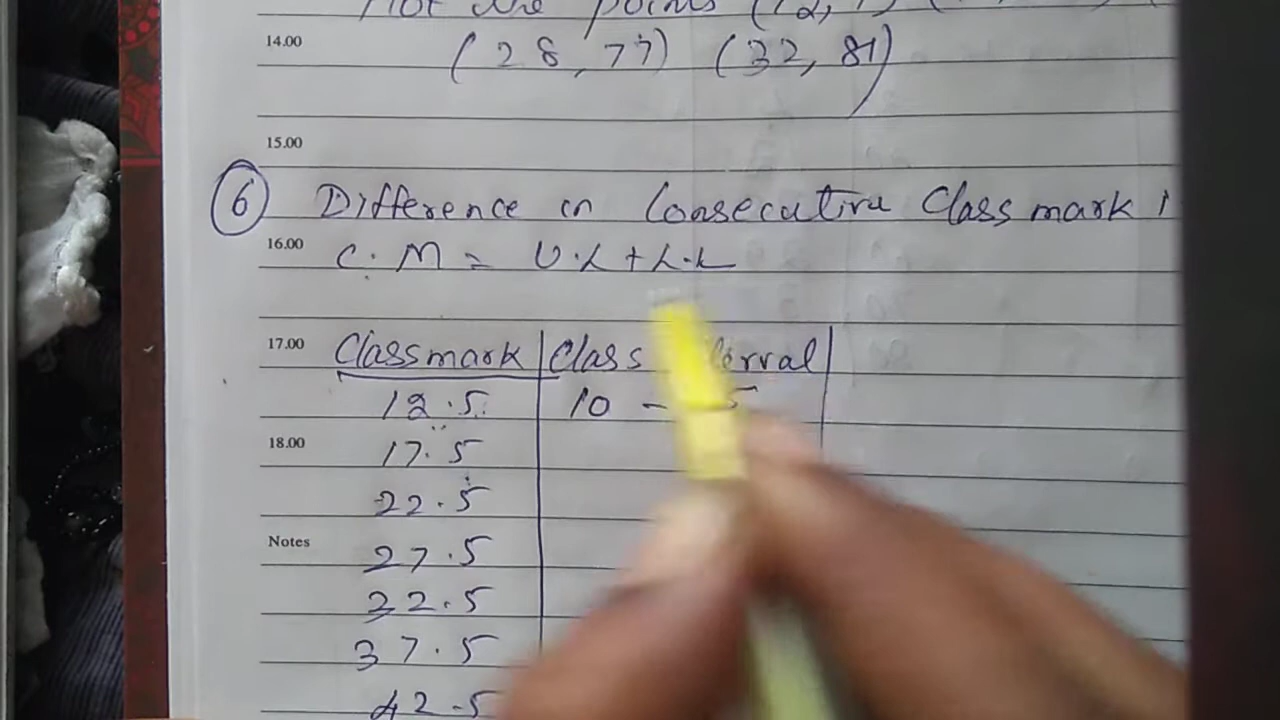 the points
14.00
(28, 77) (32, 81)
15.00
6 Difference in Consecutive Class mark
16.00
C.M = U.L + L.L
17.00
Classmark Class
12.5 10 -
18.00
17.5
22.5
Notes
27.5
32.5
37.5
42.5